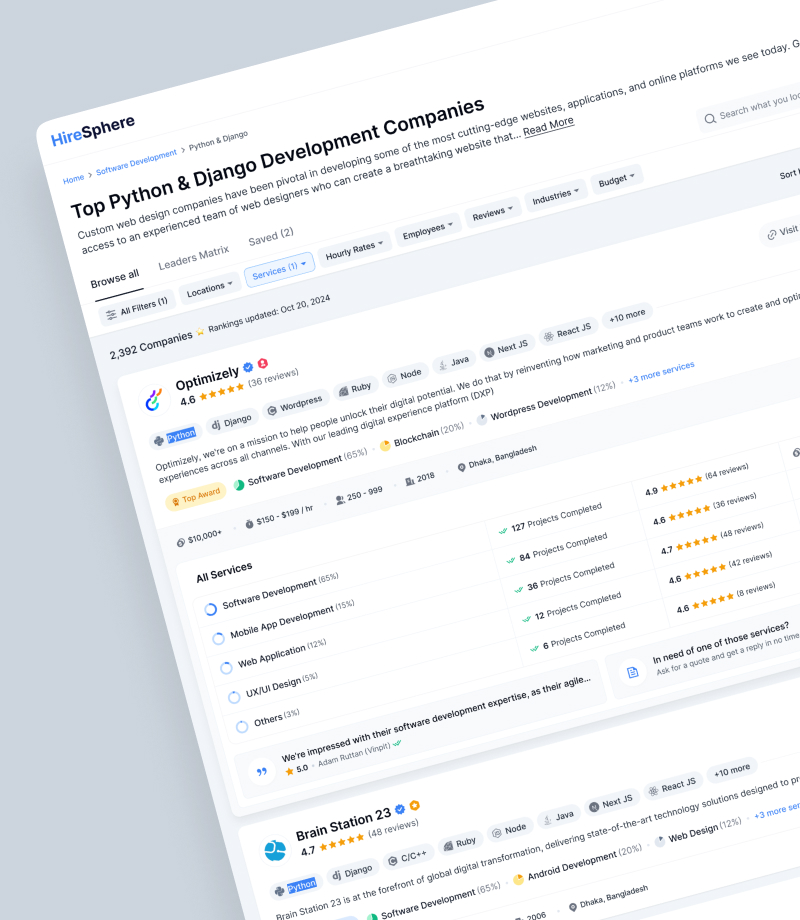 HireSphere
Home > Software Development > Python & Django
Top Python & Django Development Companies
Custom web design companies have been pivotal in developing some of the most cutting-edge websites, applications, and online platforms we see today.
access to an experienced team of web designers who can create a breathtaking website that... Read More
Search what you
Browse all
Leaders Matrix
Saved (2)
All Filters (1)
Locations
Services (1)
Hourly Rates
Employees
Reviews
Industries
Budget
Sort
2,392 Companies
Rankings updated: Oct 20, 2024
Visit
Optimizely
4.6 (36 reviews)
Python
Django
Wordpress
Ruby
Node
Java
Next JS
React JS
+10 more
Optimizely, we're on a mission to help people unlock their digital potential. We do that by reinventing how marketing and product teams work to create and
experiences across all channels. With our leading digital experience platform (DXP)
Top Award
Software Development (65%)
Blockchain (20%)
Wordpress Development (12%)
+3 more services
$10,000+
$150 - $199 / hr
250 - 999
2018
Dhaka, Bangladesh
All Services
Software Development (65%)
127 Projects Completed
4.9 (64 reviews)
Mobile App Development (15%)
84 Projects Completed
4.6 (36 reviews)
Web Application (12%)
36 Projects Completed
4.7 (48 reviews)
UX/UI Design (5%)
12 Projects Completed
4.6 (42 reviews)
Others (3%)
6 Projects Completed
4.6 (8 reviews)
We're impressed with their software development expertise, as their agile...
5.0 Adam Ruttan (Vinpit)
In need of one of those services?
Ask for a quote and get a reply in no time
Brain Station 23
4.7 (48 reviews)
Python
Django
C/C++
Ruby
Node
Java
Next JS
React JS
+10 more
Brain Station 23 is at the forefront of global digital transformation, delivering state-of-the-art technology solutions designed to
Software Development (65%)
Android Development (20%)
Web Design (12%)
+3 more
2006
Dhaka, Bangladesh